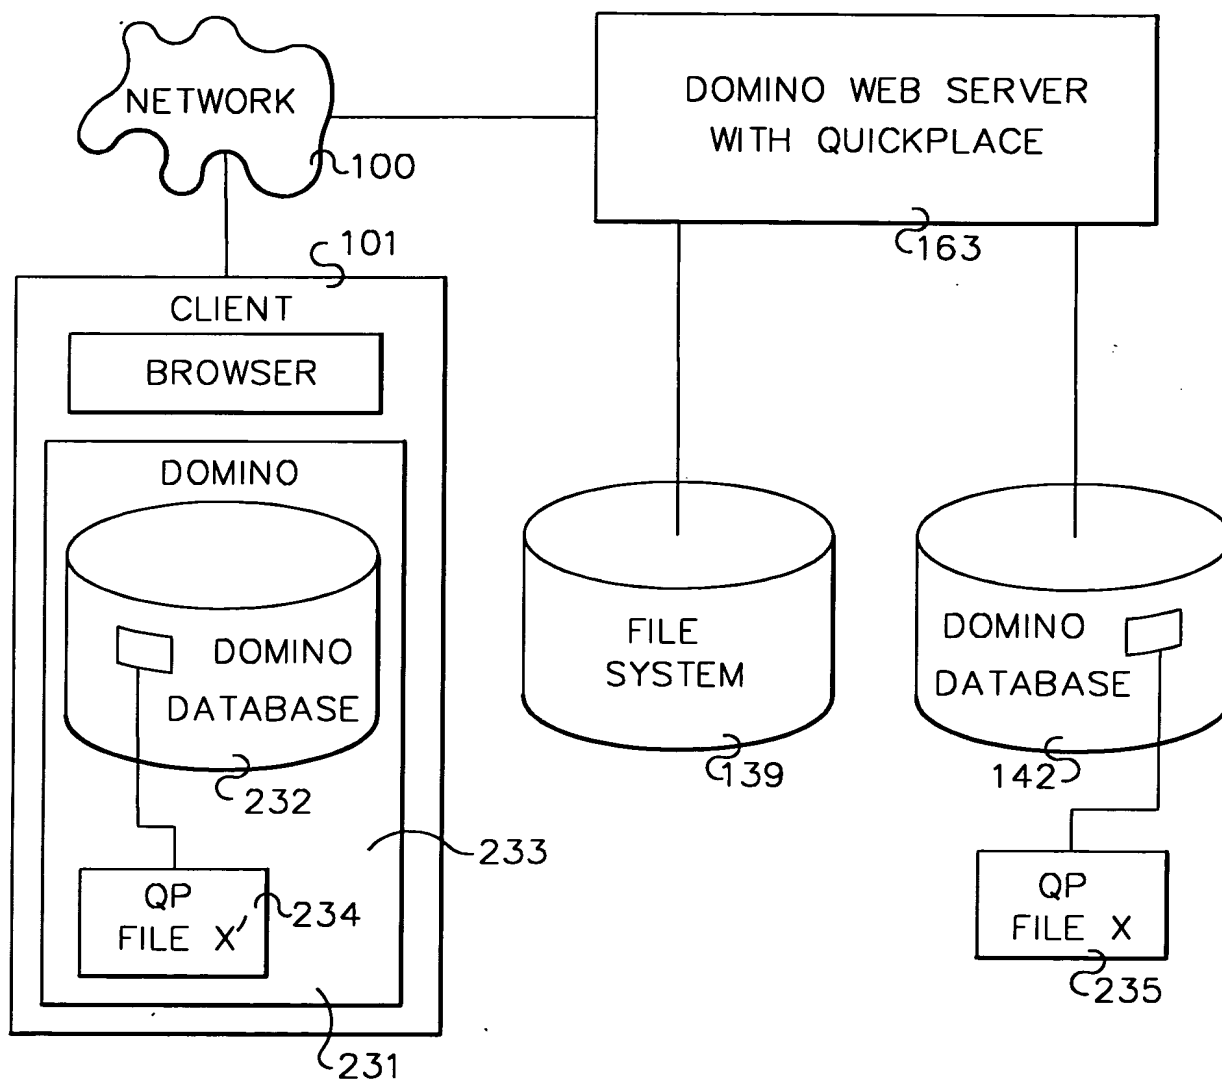 NETWORK
100
DOMINO WEB SERVER
WITH QUICKPLACE
163
101
CLIENT
BROWSER
DOMINO
DOMINO
DATABASE
232
233
QP
FILE X'
234
231
FILE
SYSTEM
139
DOMINO
DATABASE
142
QP
FILE X
235